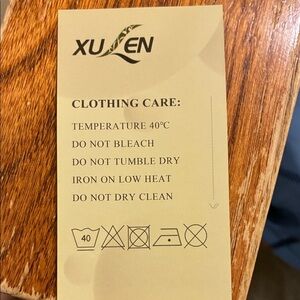 XULEN
CLOTHING CARE:
TEMPERATURE 40℃
DO NOT BLEACH
DO NOT TUMBLE DRY
IRON ON LOW HEAT
DO NOT DRY CLEAN
40